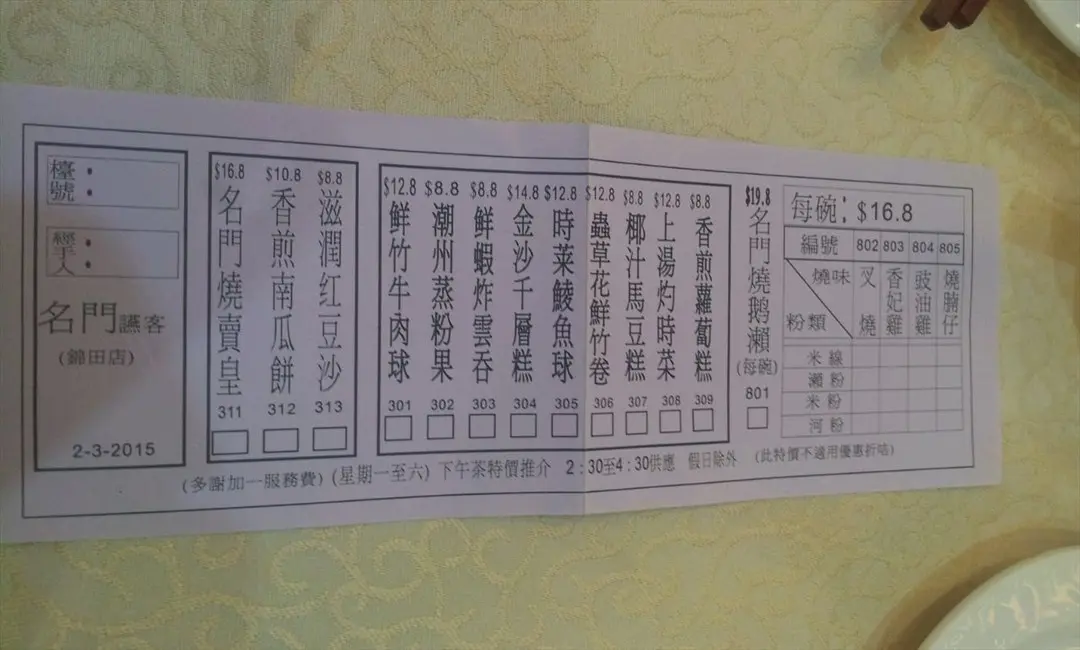 檯號：
經手人：
名門讌客
(錦田店)
2-3-2015
$16.8 名門燒賣皇 311
$10.8 香煎南瓜餅 312
$8.8 滋潤红豆沙 313
$12.8 鮮竹牛肉球 301
$8.8 潮州蒸粉果 302
$8.8 鮮蝦炸雲吞 303
$14.8 金沙千層糕 304
$12.8 時菜鯪魚球 305
$12.8 蟲草花鮮竹卷 306
$8.8 椰汁馬豆糕 307
$12.8 上湯灼時菜 308
$8.8 香煎蘿蔔糕 309
$19.8 名門燒鹅瀨 (每碗) 801
每碗：$16.8
編號 802 803 804 805
燒味 粉類 叉燒 香妃雞 豉油雞 燒腩仔
米線
瀨粉
米粉
河粉
(多謝加一服務費) (星期一至六) 下午茶特價推介 2:30至4:30供應 假日除外 (此特價不適用優惠折咭)